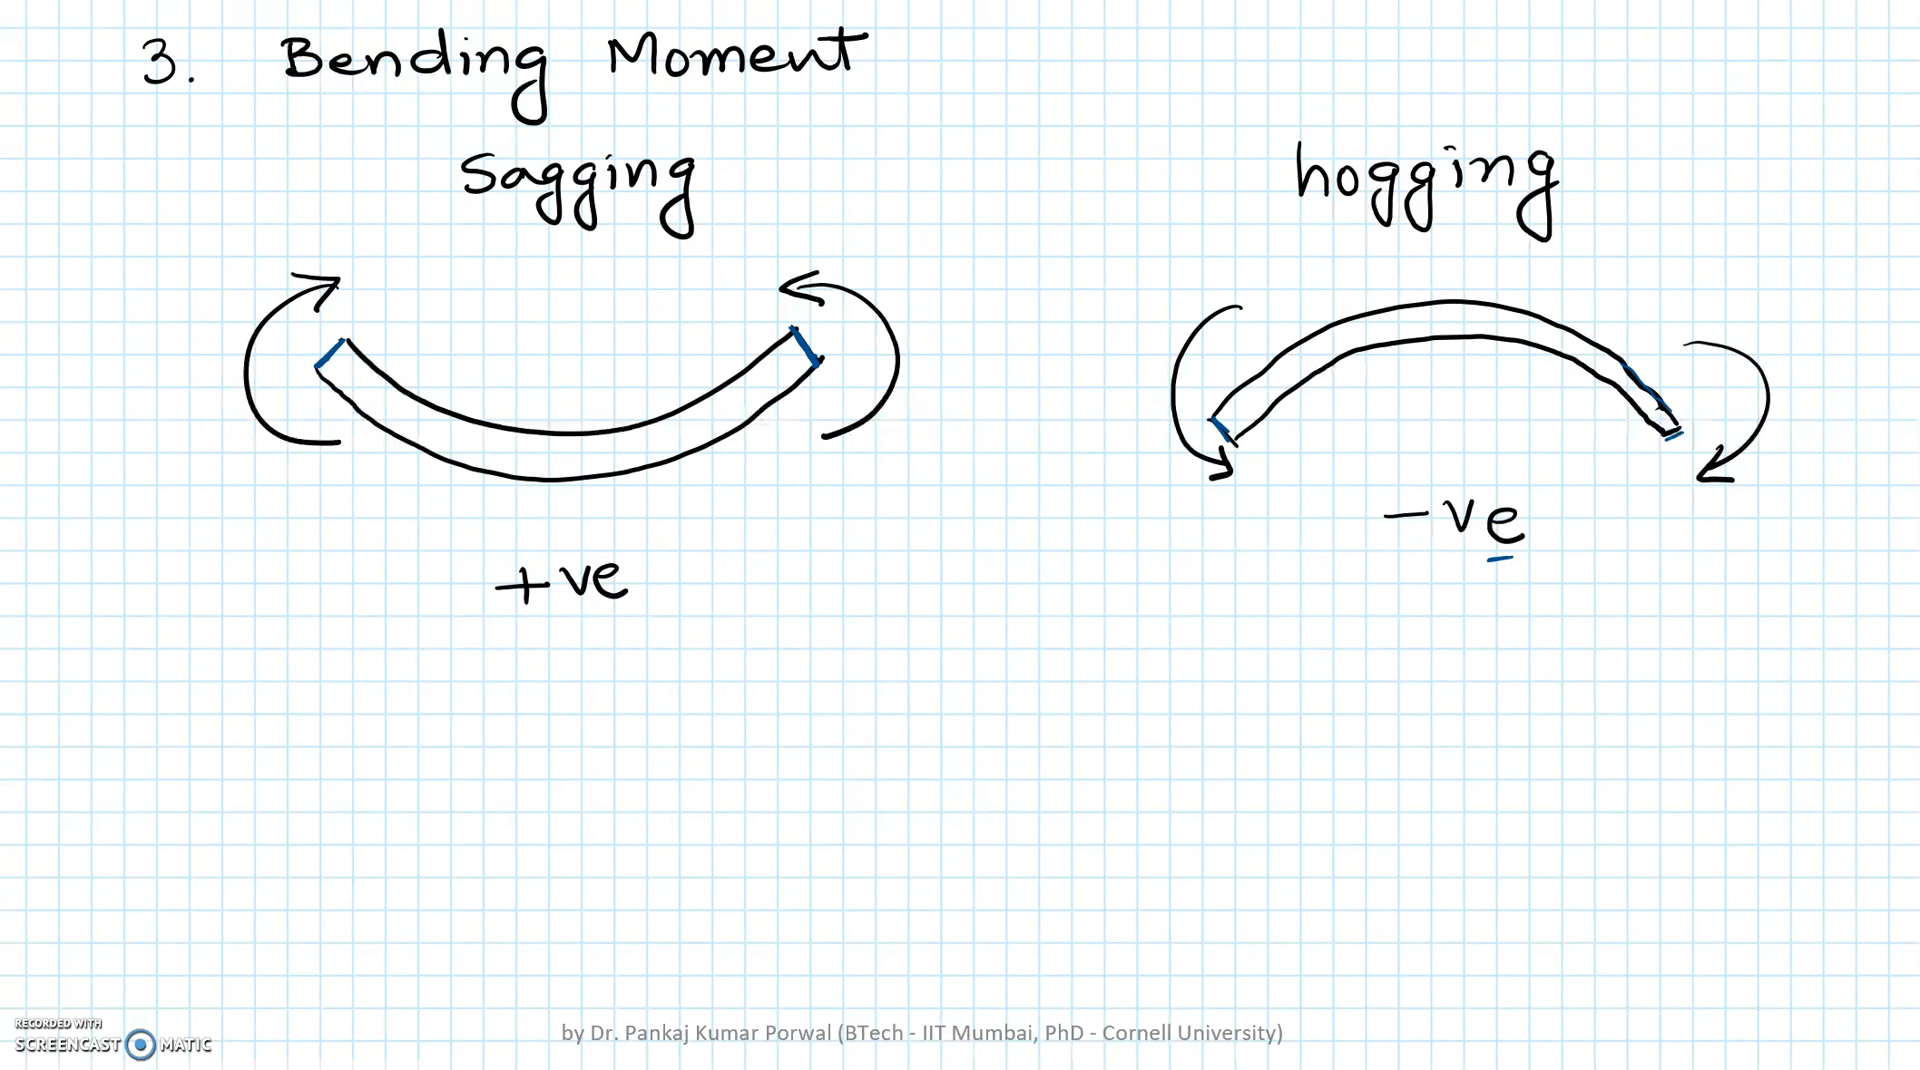 3. Bending Moment
Sagging
hogging
-ve
+ve
RECORDED WITH
SCREENCAST MATIC
by Dr. Pankaj Kumar Porwal (BTech - IIT Mumbai, PhD - Cornell University)